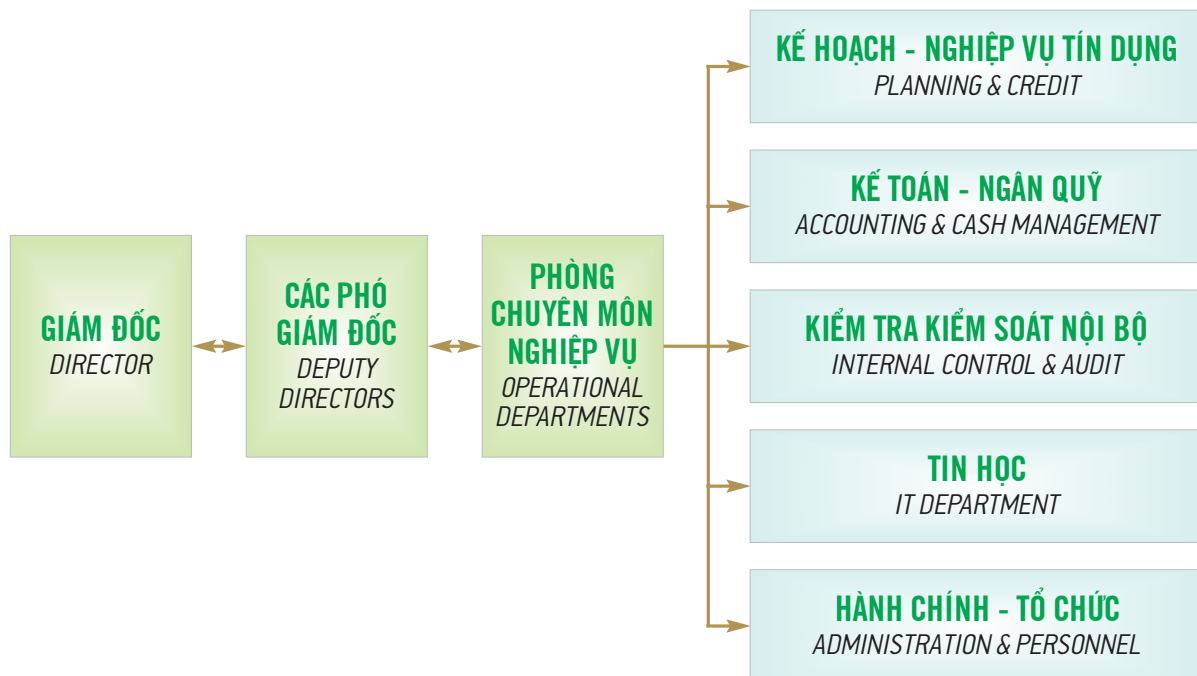 GIÁM ĐỐC
DIRECTOR
CÁC PHÓ
GIÁM ĐỐC
DEPUTY
DIRECTORS
PHÒNG
CHUYÊN MÔN
NGHIỆP VỤ
OPERATIONAL
DEPARTMENTS
KẾ HOẠCH - NGHIỆP VỤ TÍN DỤNG
PLANNING & CREDIT
KẾ TOÁN - NGÂN QUỸ
ACCOUNTING & CASH MANAGEMENT
KIỂM TRA KIỂM SOÁT NỘI BỘ
INTERNAL CONTROL & AUDIT
TIN HỌC
IT DEPARTMENT
HÀNH CHÍNH - TỔ CHỨC
ADMINISTRATION & PERSONNEL